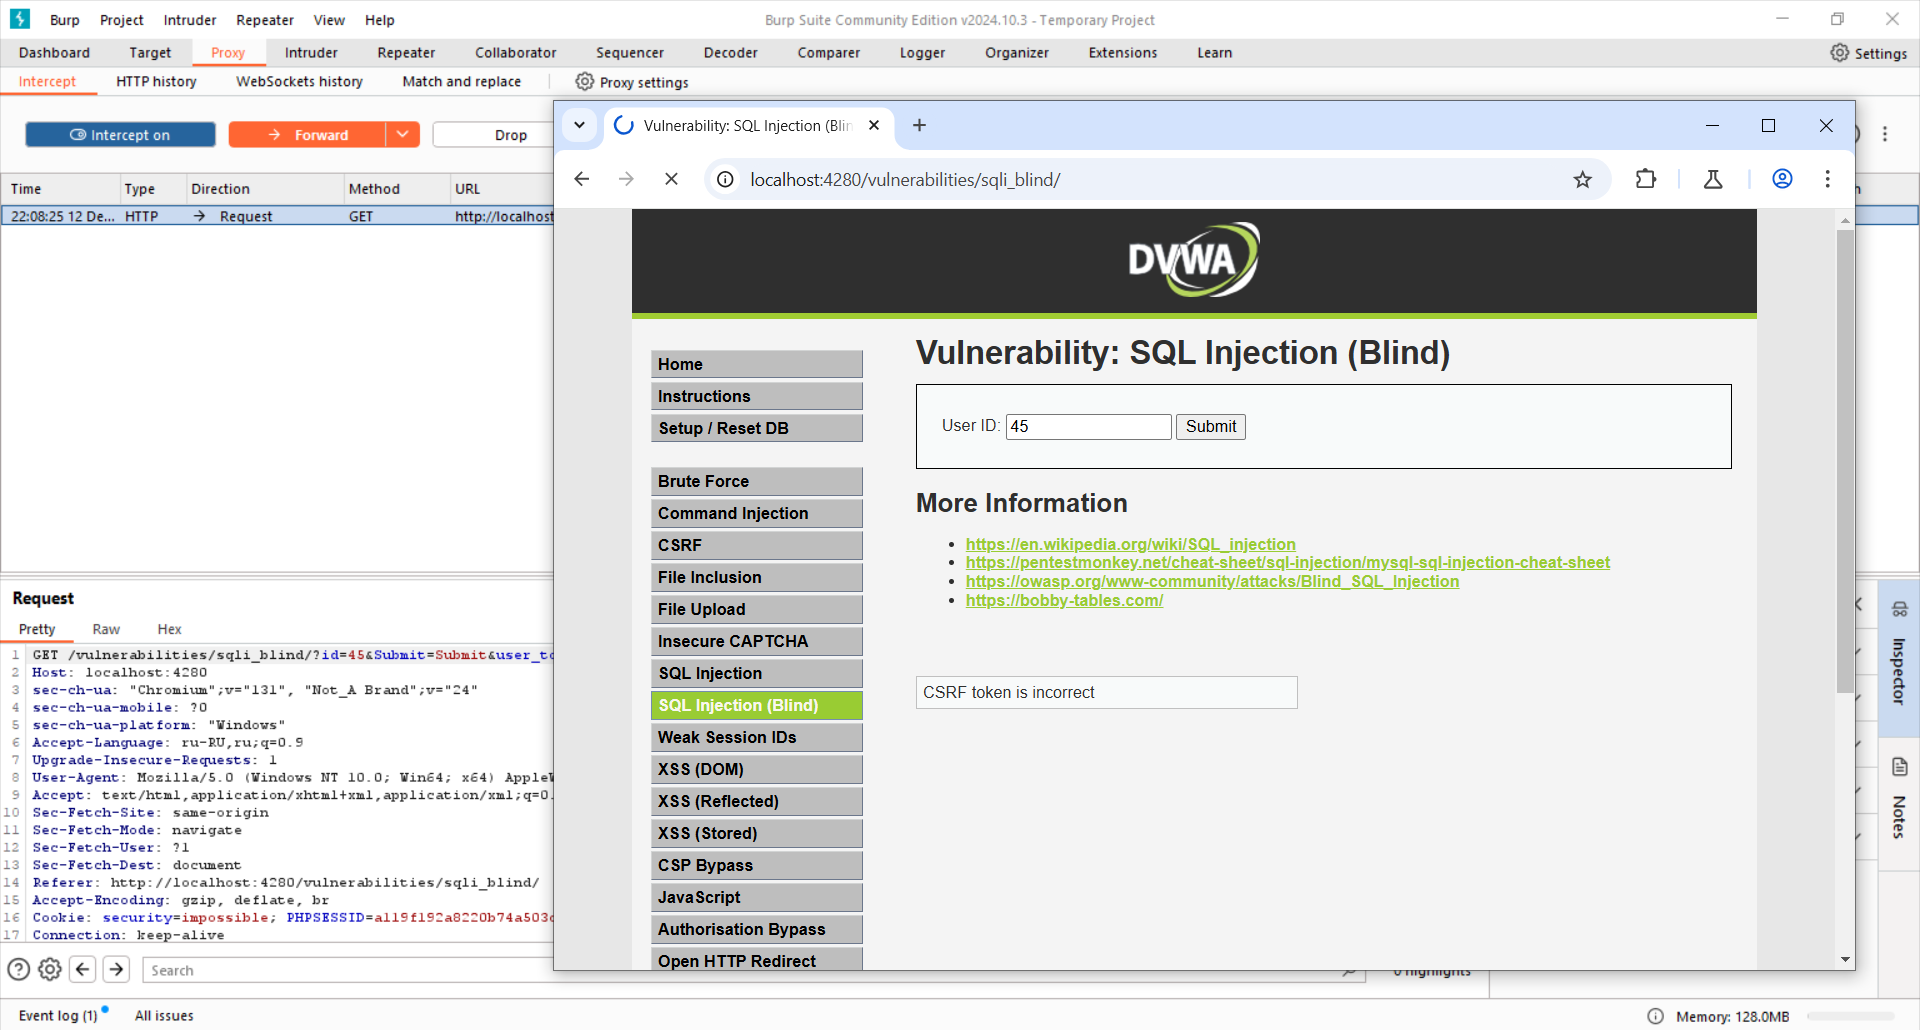 Burp Project Intruder Repeater View Help
Burp Suite Community Edition v2024.10.3 - Temporary Project
Dashboard Target Proxy Intruder Repeater Collaborator Sequencer Decoder Comparer Logger Organizer Extensions Learn Settings
Intercept HTTP history WebSockets history Match and replace Proxy settings
Intercept on Forward Drop
Time Type Direction Method URL
22:08:25 12 De... HTTP → Request GET http://localhost
Request
Pretty Raw Hex
1 GET /vulnerabilities/sqli_blind/?id=45&Submit=Submit&user_to
2 Host: localhost:4280
3 sec-ch-ua: "Chromium";v="131", "Not_A Brand";v="24"
4 sec-ch-ua-mobile: ?0
5 sec-ch-ua-platform: "Windows"
6 Accept-Language: ru-RU,ru;q=0.9
7 Upgrade-Insecure-Requests: 1
8 User-Agent: Mozilla/5.0 (Windows NT 10.0; Win64; x64) AppleW
9 Accept: text/html,application/xhtml+xml,application/xml;q=0.
10 Sec-Fetch-Site: same-origin
11 Sec-Fetch-Mode: navigate
12 Sec-Fetch-User: ?1
13 Sec-Fetch-Dest: document
14 Referer: http://localhost:4280/vulnerabilities/sqli_blind/
15 Accept-Encoding: gzip, deflate, br
16 Cookie: security=impossible; PHPSESSID=a119f192a8220b74a503c
17 Connection: keep-alive
Search
0 highlights
Event log (1) All issues
Memory: 128.0MB
Inspector
Notes
Vulnerability: SQL Injection (Blin
localhost:4280/vulnerabilities/sqli_blind/
DVWA
Home
Instructions
Setup / Reset DB
Brute Force
Command Injection
CSRF
File Inclusion
File Upload
Insecure CAPTCHA
SQL Injection
SQL Injection (Blind)
Weak Session IDs
XSS (DOM)
XSS (Reflected)
XSS (Stored)
CSP Bypass
JavaScript
Authorisation Bypass
Open HTTP Redirect
Vulnerability: SQL Injection (Blind)
User ID: 45 Submit
More Information
https://en.wikipedia.org/wiki/SQL_injection
https://pentestmonkey.net/cheat-sheet/sql-injection/mysql-sql-injection-cheat-sheet
https://owasp.org/www-community/attacks/Blind_SQL_Injection
https://bobby-tables.com/
CSRF token is incorrect